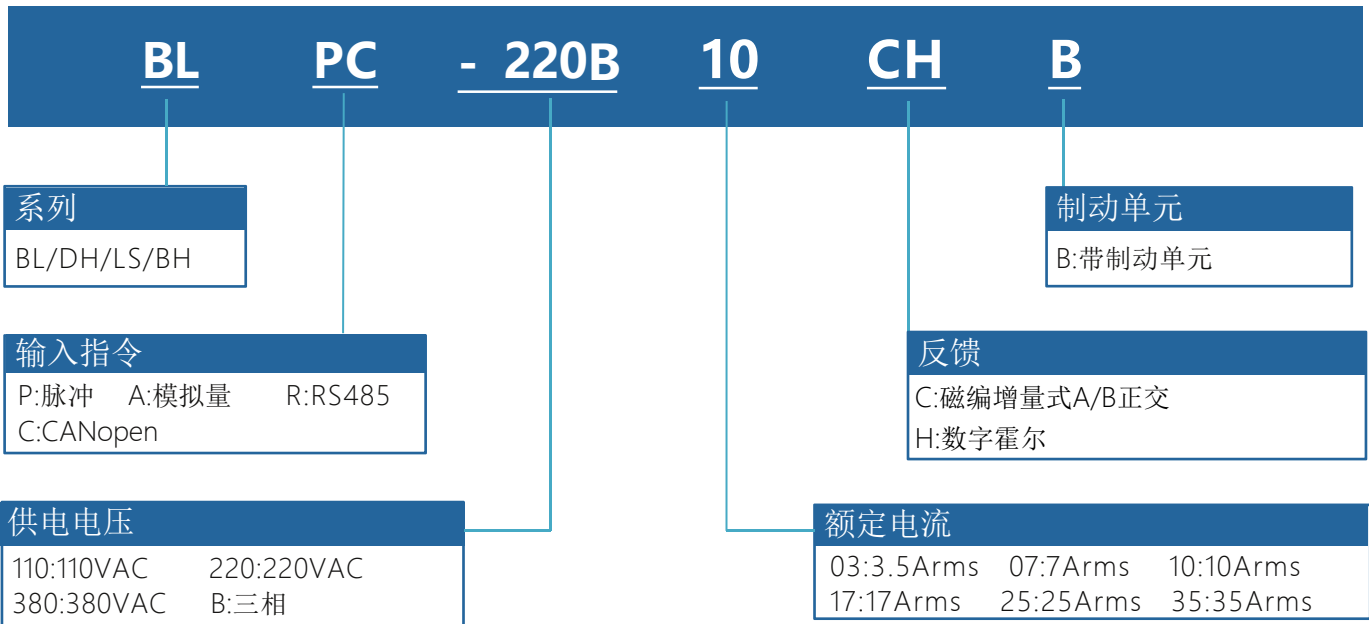 BL PC - 220B 10 CH B
系列
BL/DH/LS/BH
制动单元
B:带制动单元
输入指令
P:脉冲 A:模拟量 R:RS485
C:CANopen
反馈
C:磁编增量式A/B正交
H:数字霍尔
供电电压
110:110VAC 220:220VAC
380:380VAC B:三相
额定电流
03:3.5Arms 07:7Arms 10:10Arms
17:17Arms 25:25Arms 35:35Arms